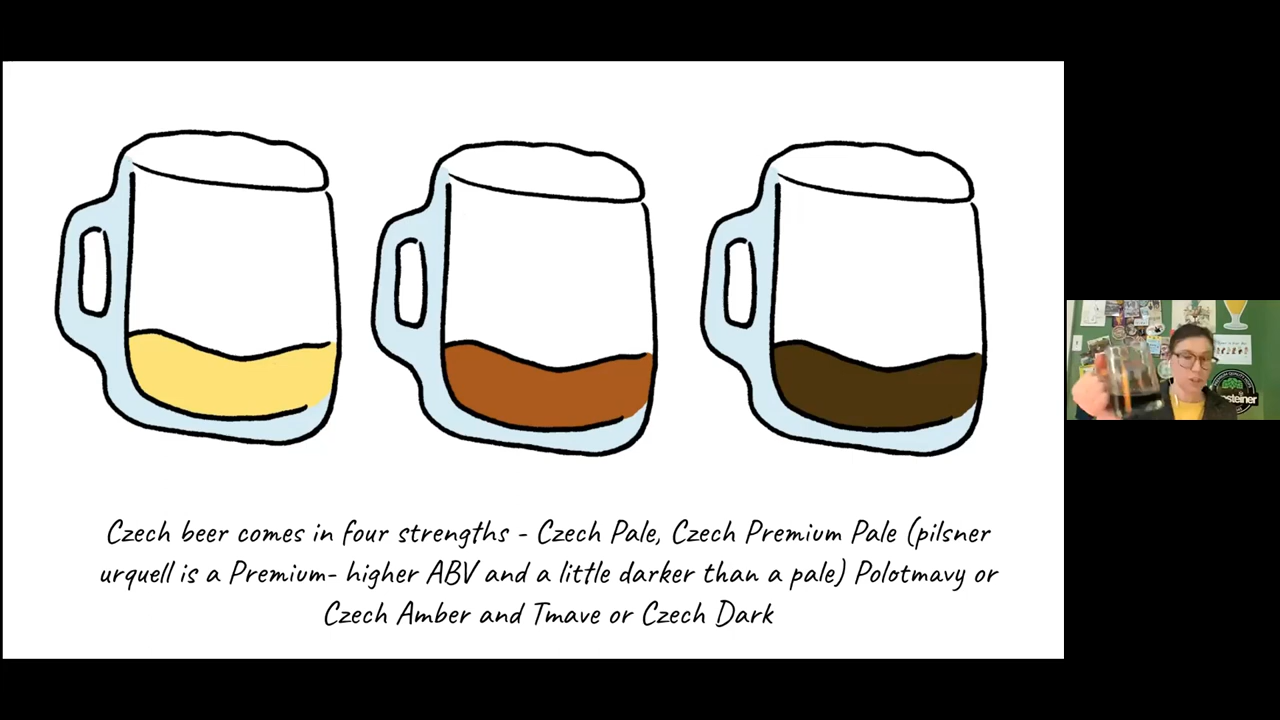 Czech beer comes in four strengths - Czech Pale, Czech Premium Pale (pilsner
urquell is a Premium- higher ABV and a little darker than a pale) Polotmavy or
Czech Amber and Tmave or Czech Dark
steiner